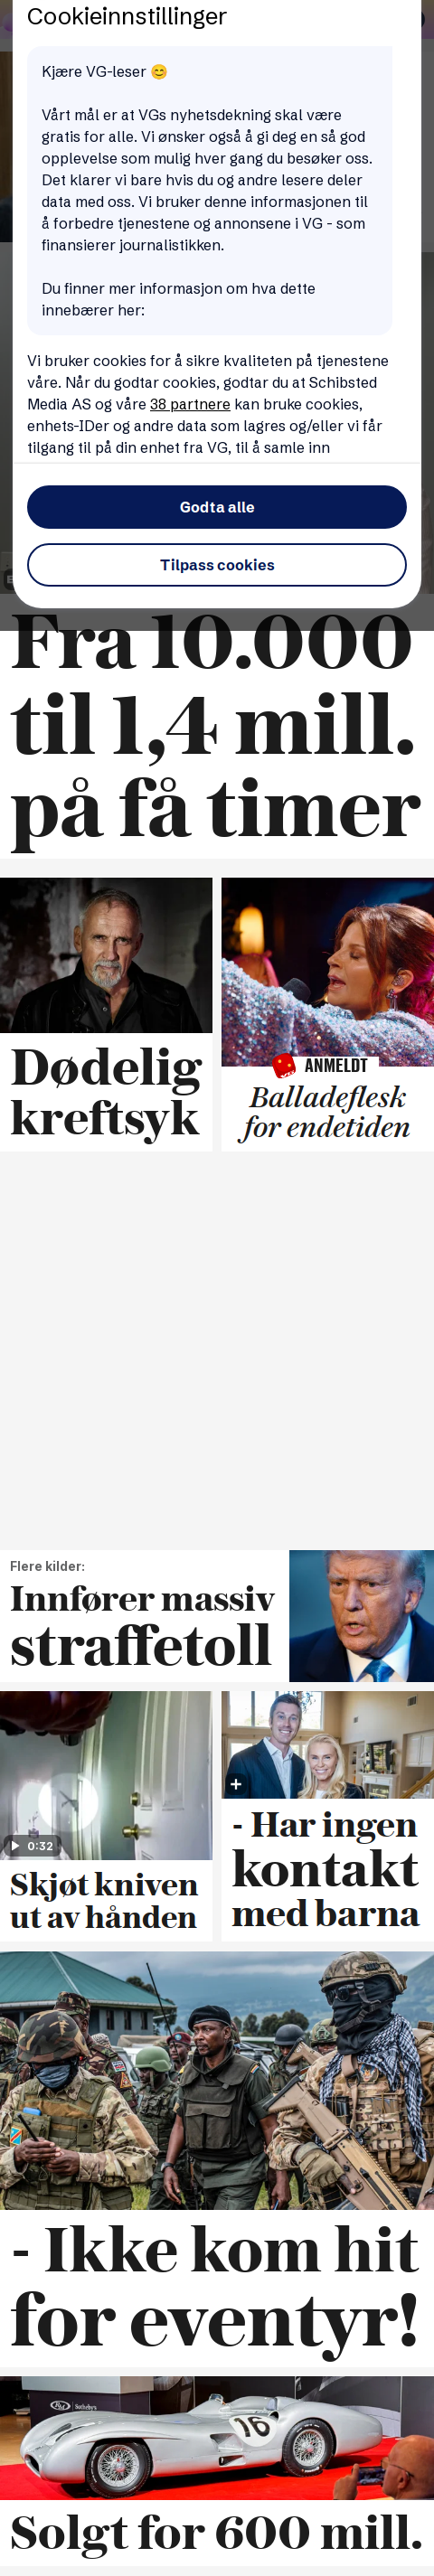 Cookieinnstillinger
Kjære VG-leser 😊
Vårt mål er at VGs nyhetsdekning skal være
gratis for alle. Vi ønsker også å gi deg en så god
opplevelse som mulig hver gang du besøker oss.
Det klarer vi bare hvis du og andre lesere deler
data med oss. Vi bruker denne informasjonen til
å forbedre tjenestene og annonsene i VG - som
finansierer journalistikken.
Du finner mer informasjon om hva dette
innebærer her:
Vi bruker cookies for å sikre kvaliteten på tjenestene
våre. Når du godtar cookies, godtar du at Schibsted
Media AS og våre 38 partnere kan bruke cookies,
enhets-IDer og andre data som lagres og/eller vi får
tilgang til på din enhet fra VG, til å samle inn
Godta alle
Tilpass cookies
Fra 10.000
til 1,4 mill.
på få timer
Dødelig
kreftsyk
ANMELDT
Balladeflesk
for endetiden
Flere kilder:
Innfører massiv
straffetoll
0:32
Skjøt kniven
ut av hånden
- Har ingen
kontakt
med barna
- Ikke kom hit
for eventyr!
Sotheby's
16
Solgt for 600 mill.